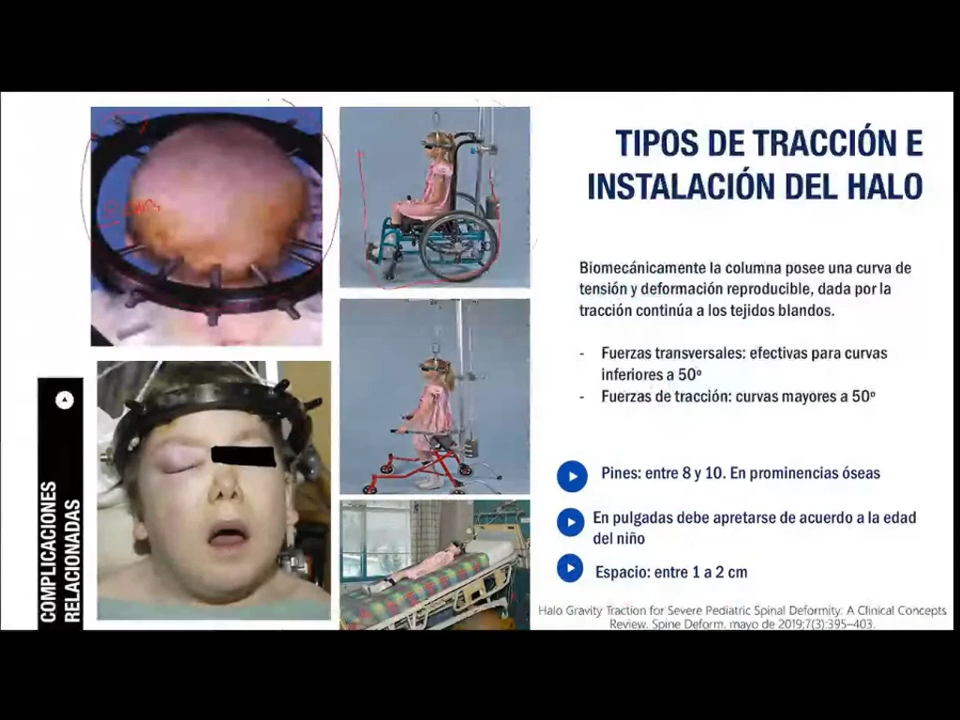 TIPOS DE TRACCIÓN E
INSTALACIÓN DEL HALO
Biomecánicamente la columna posee una curva de
tensión y deformación reproducible, dada por la
tracción continúa a los tejidos blandos.
- Fuerzas transversales: efectivas para curvas
inferiores a 50º
- Fuerzas de tracción: curvas mayores a 50º
Pines: entre 8 y 10. En prominencias óseas
En pulgadas debe apretarse de acuerdo a la edad
del niño
Espacio: entre 1 a 2 cm
Halo Gravity Traction for Severe Pediatric Spinal Deformity: A Clinical Concepts
Review. Spine Deform. mayo de 2019;7(3):395–403.
COMPLICACIONES
RELACIONADAS